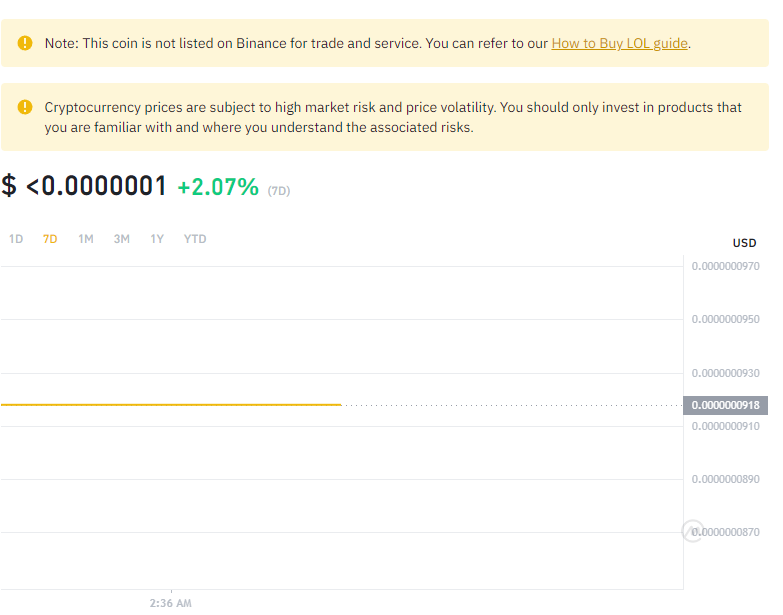 Note: This coin is not listed on Binance for trade and service. You can refer to our How to Buy LOL guide.
Cryptocurrency prices are subject to high market risk and price volatility. You should only invest in products that
you are familiar with and where you understand the associated risks.
$ <0.0000001 +2.07% (7D)
1D 7D 1M 3M 1Y YTD
USD
0.0000000970
0.0000000950
0.0000000930
0.0000000918
0.0000000910
0.0000000890
0.0000000870
2:36 AM